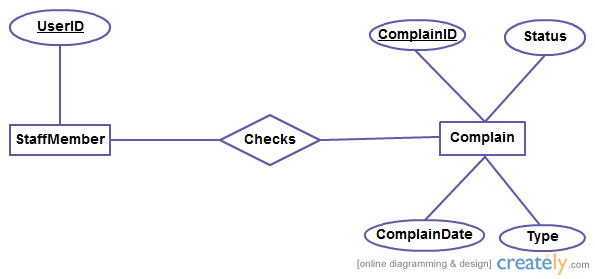 UserID
ComplainID
Status
StaffMember
Checks
Complain
ComplainDate
Type
[online diagramming & design] creately.com